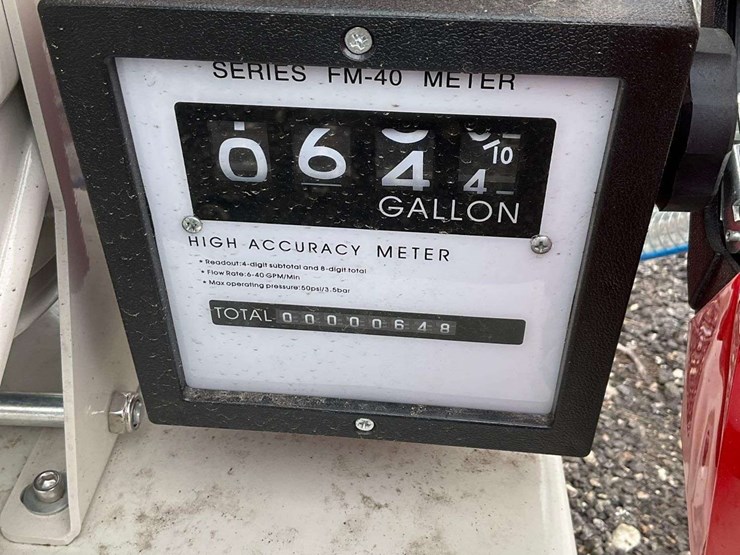 SERIES FM-40 METER
0 6 4 4 /10
GALLON
HIGH ACCURACY METER
• Readout:4-digit subtotal and 8-digit total
• Flow Rate:6-40 GPM/Min
• Max operating pressure:50psi/3.5bar
TOTAL 00000648